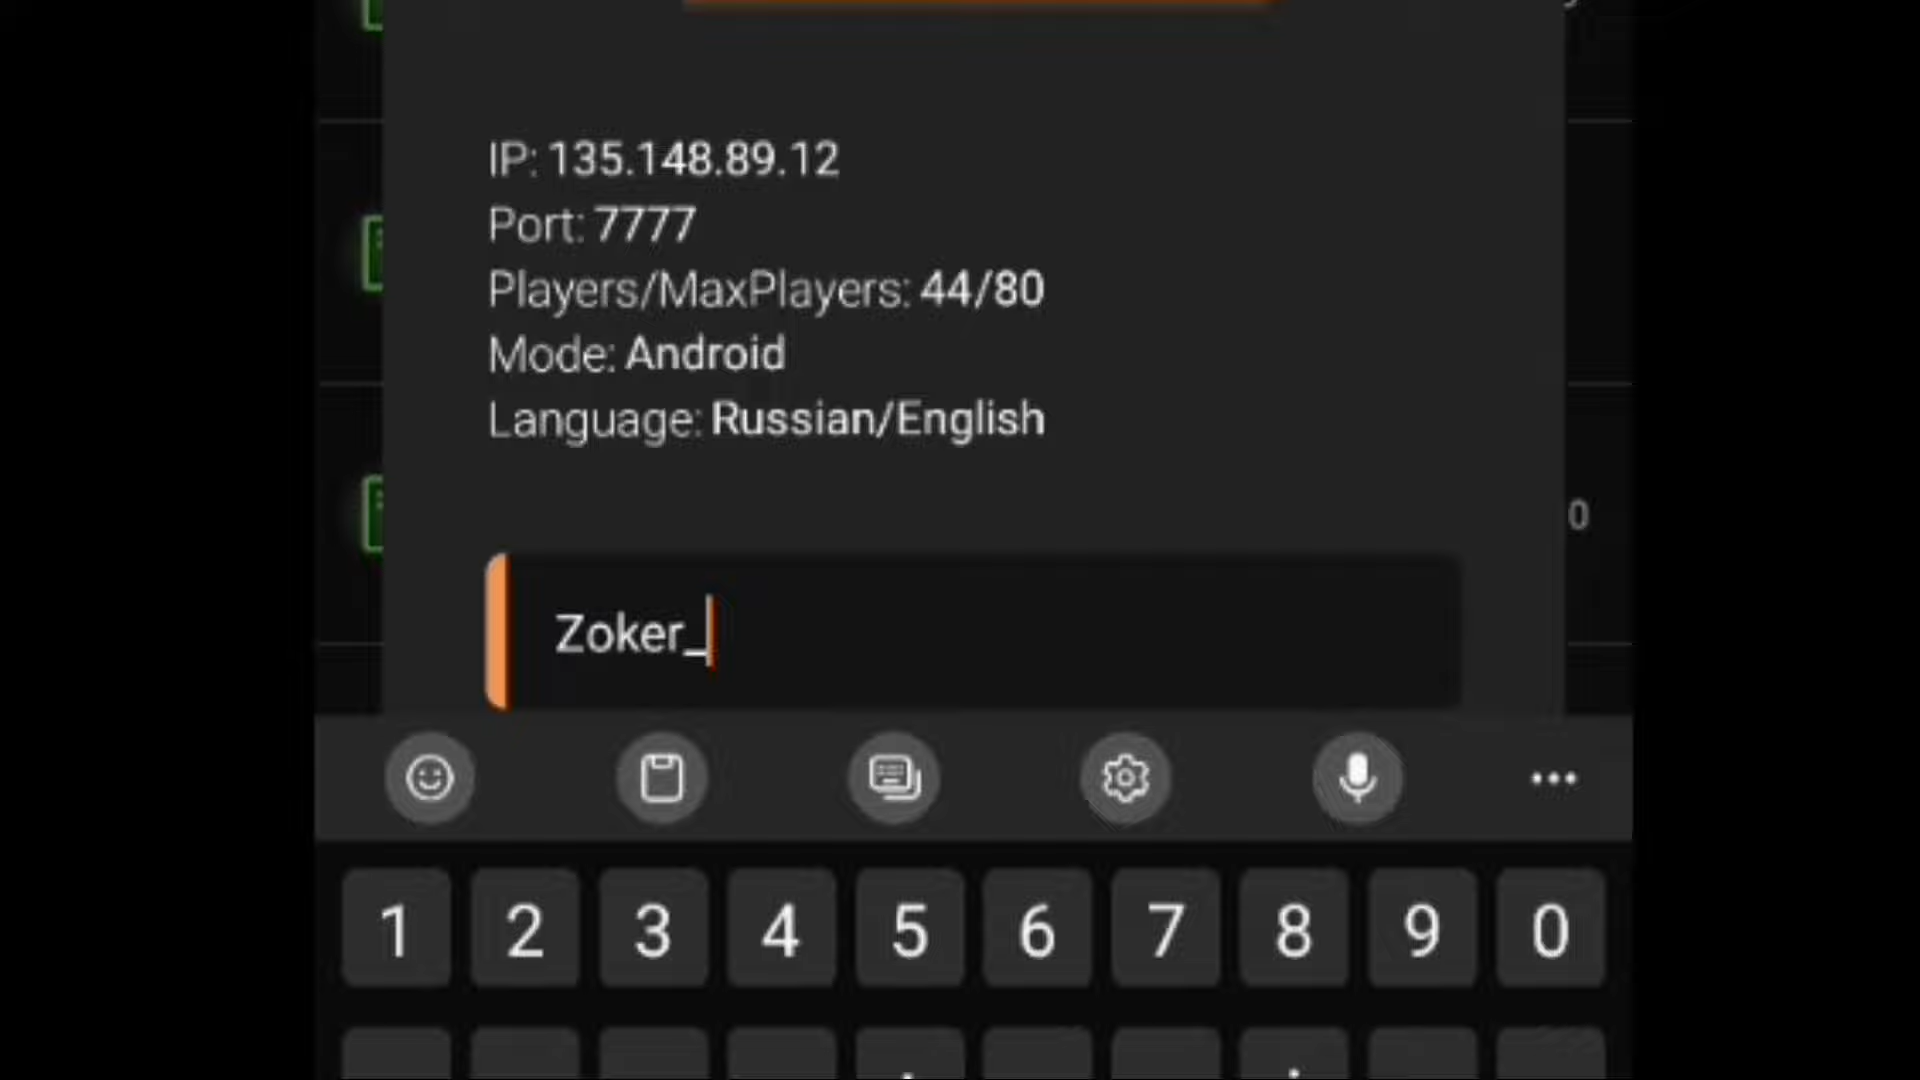 IP: 135.148.89.12
Port: 7777
Players/MaxPlayers: 44/80
Mode: Android
Language: Russian/English
0
Zoker_
1 2 3 4 5 6 7 8 9 0